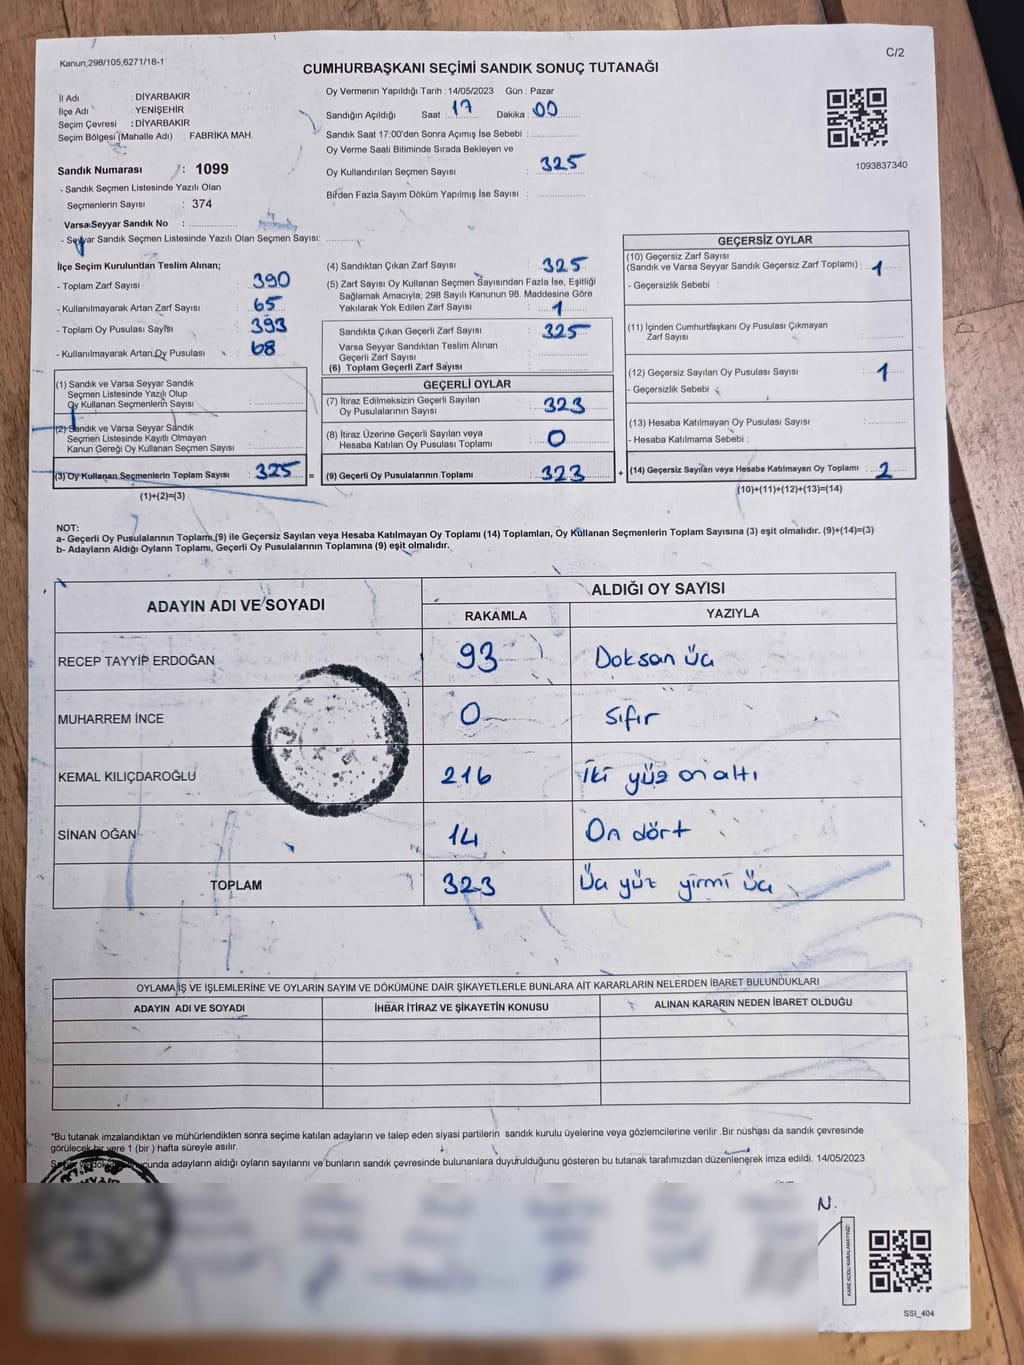 Kanun;298/105,6271/18-1
C/2
CUMHURBAŞKANI SEÇİMİ SANDIK SONUÇ TUTANAĞI
İl Adı : DİYARBAKIR
İlçe Adı : YENİŞEHİR
Seçim Çevresi : DİYARBAKIR
Seçim Bölgesi (Mahalle Adı) : FABRİKA MAH.
Sandık Numarası : 1099
- Sandık Seçmen Listesinde Yazılı Olan
Seçmenlerin Sayısı : 374
Varsa Seyyar Sandık No :
- Seyyar Sandık Seçmen Listesinde Yazılı Olan Seçmen Sayısı:
Oy Vermenin Yapıldığı Tarih : 14/05/2023 Gün : Pazar
Sandığın Açıldığı Saat : 17 Dakika : 00
Sandık Saat 17:00'den Sonra Açımış İse Sebebi :
Oy Verme Saati Bitiminde Sırada Bekleyen ve
Oy Kullandırılan Seçmen Sayısı : 325
Birden Fazla Sayım Döküm Yapılmış İse Sayısı :
1093837340
İlçe Seçim Kurulundan Teslim Alınan;
- Toplam Zarf Sayısı : 390
- Kullanılmayarak Artan Zarf Sayısı : 65
- Toplam Oy Pusulası Sayısı : 393
- Kullanılmayarak Artan Oy Pusulası : 68
(1) Sandık ve Varsa Seyyar Sandık
Seçmen Listesinde Yazılı Olup
Oy Kullanan Seçmenlerin Sayısı :
(2) Sandık ve Varsa Seyyar Sandık
Seçmen Listesinde Kayıtlı Olmayan
Kanun Gereği Oy Kullanan Seçmen Sayısı :
(3) Oy Kullanan Seçmenlerin Toplam Sayısı : 325 =
(1)+(2)=(3)
(4) Sandıktan Çıkan Zarf Sayısı : 325
(5) Zarf Sayısı Oy Kullanan Seçmen Sayısından Fazla İse, Eşitliği
Sağlamak Amacıyla; 298 Sayılı Kanunun 98. Maddesine Göre
Yakılarak Yok Edilen Zarf Sayısı : 1
Sandıkta Çıkan Geçerli Zarf Sayısı : 325
Varsa Seyyar Sandıktan Teslim Alınan
Geçerli Zarf Sayısı :
(6) Toplam Geçerli Zarf Sayısı :
GEÇERLİ OYLAR
(7) İtiraz Edilmeksizin Geçerli Sayılan
Oy Pusulalarının Sayısı : 323
(8) İtiraz Üzerine Geçerli Sayılan veya
Hesaba Katılan Oy Pusulası Toplamı : 0
(9) Geçerli Oy Pusulalarının Toplamı : 323 +
GEÇERSİZ OYLAR
(10) Geçersiz Zarf Sayısı
(Sandık ve Varsa Seyyar Sandık Geçersiz Zarf Toplamı) : 1
- Geçersizlik Sebebi :
(11) İçinden Cumhurbaşkanı Oy Pusulası Çıkmayan
Zarf Sayısı :
(12) Geçersiz Sayılan Oy Pusulası Sayısı : 1
- Geçersizlik Sebebi :
(13) Hesaba Katılmayan Oy Pusulası Sayısı :
- Hesaba Katılmama Sebebi :
(14) Geçersiz Sayılan veya Hesaba Katılmayan Oy Toplamı : 2
(10)+(11)+(12)+(13)=(14)
NOT:
a- Geçerli Oy Pusulalarının Toplamı (9) ile Geçersiz Sayılan veya Hesaba Katılmayan Oy Toplamı (14) Toplamları, Oy Kullanan Seçmenlerin Toplam Sayısına (3) eşit olmalıdır. (9)+(14)=(3)
b- Adayların Aldığı Oyların Toplamı, Geçerli Oy Pusulalarının Toplamına (9) eşit olmalıdır.
ADAYIN ADI VE SOYADI
ALDIĞI OY SAYISI
RAKAMLA YAZIYLA
RECEP TAYYİP ERDOĞAN 93 Doksan üç
MUHARREM İNCE 0 Sıfır
KEMAL KILIÇDAROĞLU 216 İki yüz on altı
SİNAN OĞAN 14 On dört
TOPLAM 323 Üç yüz yirmi üç
OYLAMA İŞ VE İŞLEMLERİNE VE OYLARIN SAYIM VE DÖKÜMÜNE DAİR ŞİKAYETLERLE BUNLARA AİT KARARLARIN NELERDEN İBARET BULUNDUKLARI
ADAYIN ADI VE SOYADI İHBAR İTİRAZ VE ŞİKAYETİN KONUSU ALINAN KARARIN NEDEN İBARET OLDUĞU
*Bu tutanak imzalandıktan ve mühürlendikten sonra seçime katılan adayların ve talep eden siyasi partilerin sandık kurulu üyelerine veya gözlemcilerine verilir .Bir nüshası da sandık çevresinde
görülecek bir yere 1 (bir ) hafta süreyle asılır.
adayların aldığı oyların sayılarını ve bunların sandık çevresinde bulunanlara duyurulduğunu gösteren bu tutanak tarafımızdan düzenlenerek imza edildi. 14/05/2023
N.
KARE KODU KARALAMAYINIZ!
SSI_404